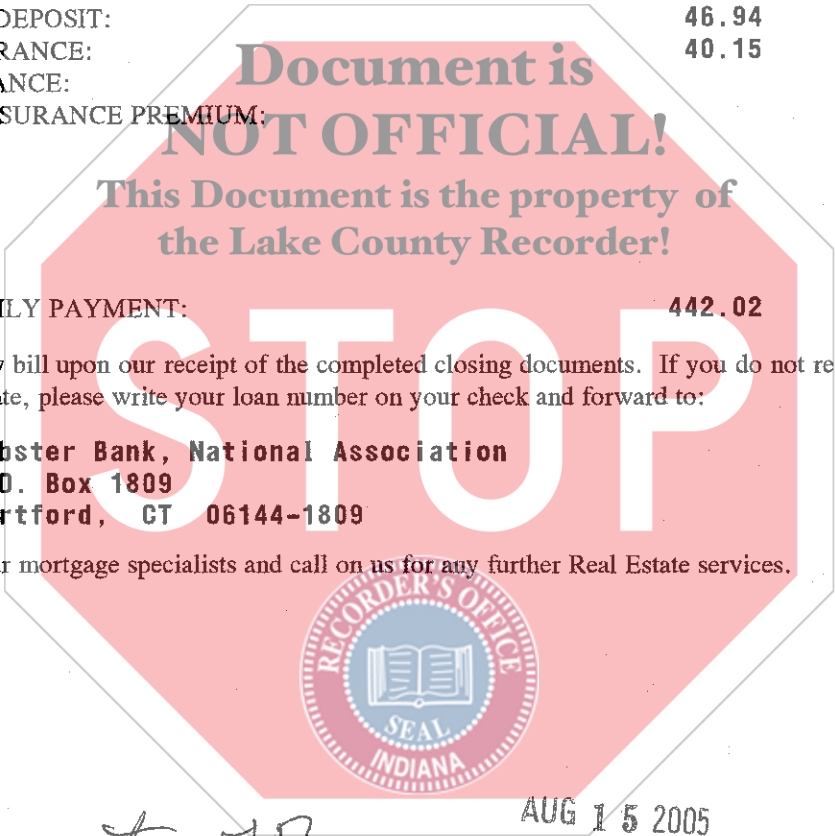 DEPOSIT: 46.94
RANCE: 40.15
ANCE:
SURANCE PREMIUM:
Document is
NOT OFFICIAL!
This Document is the property of
the Lake County Recorder!
LY PAYMENT: 442.02
STOP
bill upon our receipt of the completed closing documents. If you do not re
te, please write your loan number on your check and forward to:
bster Bank, National Association
O. Box 1809
rtford, CT 06144-1809
r mortgage specialists and call on us for any further Real Estate services.
RECORDER'S OFFICE
SEAL
INDIANA
AUG 15 2005